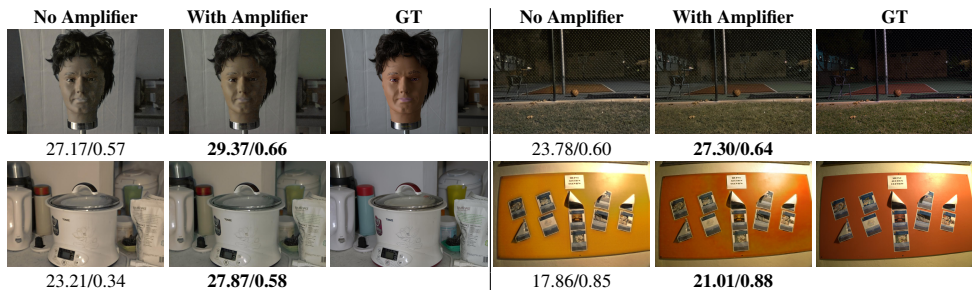 No Amplifier With Amplifier GT No Amplifier With Amplifier GT
27.17/0.57 29.37/0.66 23.78/0.60 27.30/0.64
23.21/0.34 27.87/0.58 17.86/0.85 21.01/0.88